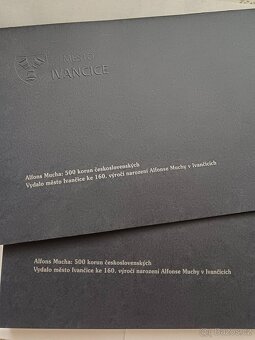 MĚSTO
IVANČICE
Alfons Mucha: 500 korun československých
Vydalo město Ivančice ke 160. výročí narození Alfonse Muchy v Ivančicích
Alfons Mucha: 500 korun československých
Vydalo město Ivančice ke 160. výročí narození Alfonse Muchy v Ivančicích